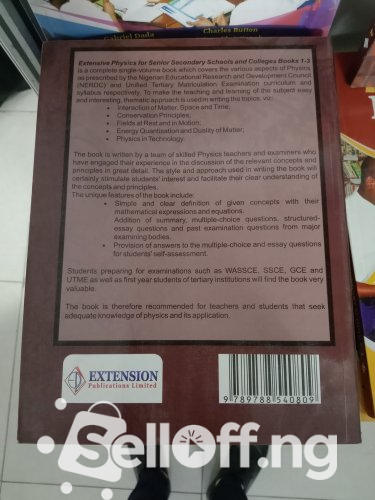 Gabriel Dada
Charles Button
Extensive Physics for Senior Secondary Schools and Colleges Books 1-3
is a complete single-volume book which covers the various aspects of Physics
as prescribed by the Nigerian Educational Research and Development Council
(NERDC) and Unified Tertiary Matriculation Examination curriculum and
syllabus respectively. To make the teaching and learning of the subject easy
and interesting, thematic approach is used in writing the topics, viz:
• Interaction of Matter, Space and Time;
• Conservation Principles;
• Fields at Rest and in Motion;
• Energy Quantisation and Duality of Matter;
• Physics in Technology.
The book is written by a team of skilled Physics teachers and examiners who
have engaged their experience in the discussion of the relevant concepts and
principles in great detail. The style and approach used in writing the book will
certainly stimulate students' interest and facilitate their clear understanding of
the concepts and principles.
The unique features of the book include:
• Simple and clear definition of given concepts with their
mathematical expressions and equations.
Addition of summary, multiple-choice questions, structured-
essay questions and past examination questions from major
examining bodies.
• Provision of answers to the multiple-choice and essay questions
for students' self-assessment.
Students preparing for examinations such as WASSCE, SSCE, GCE and
UTME as well as first year students of tertiary institutions will find the book very
valuable.
The book is therefore recommended for teachers and students that seek
adequate knowledge of physics and its application.
EXTENSION
Publications Limited
9 789788 540809
Selloff.ng